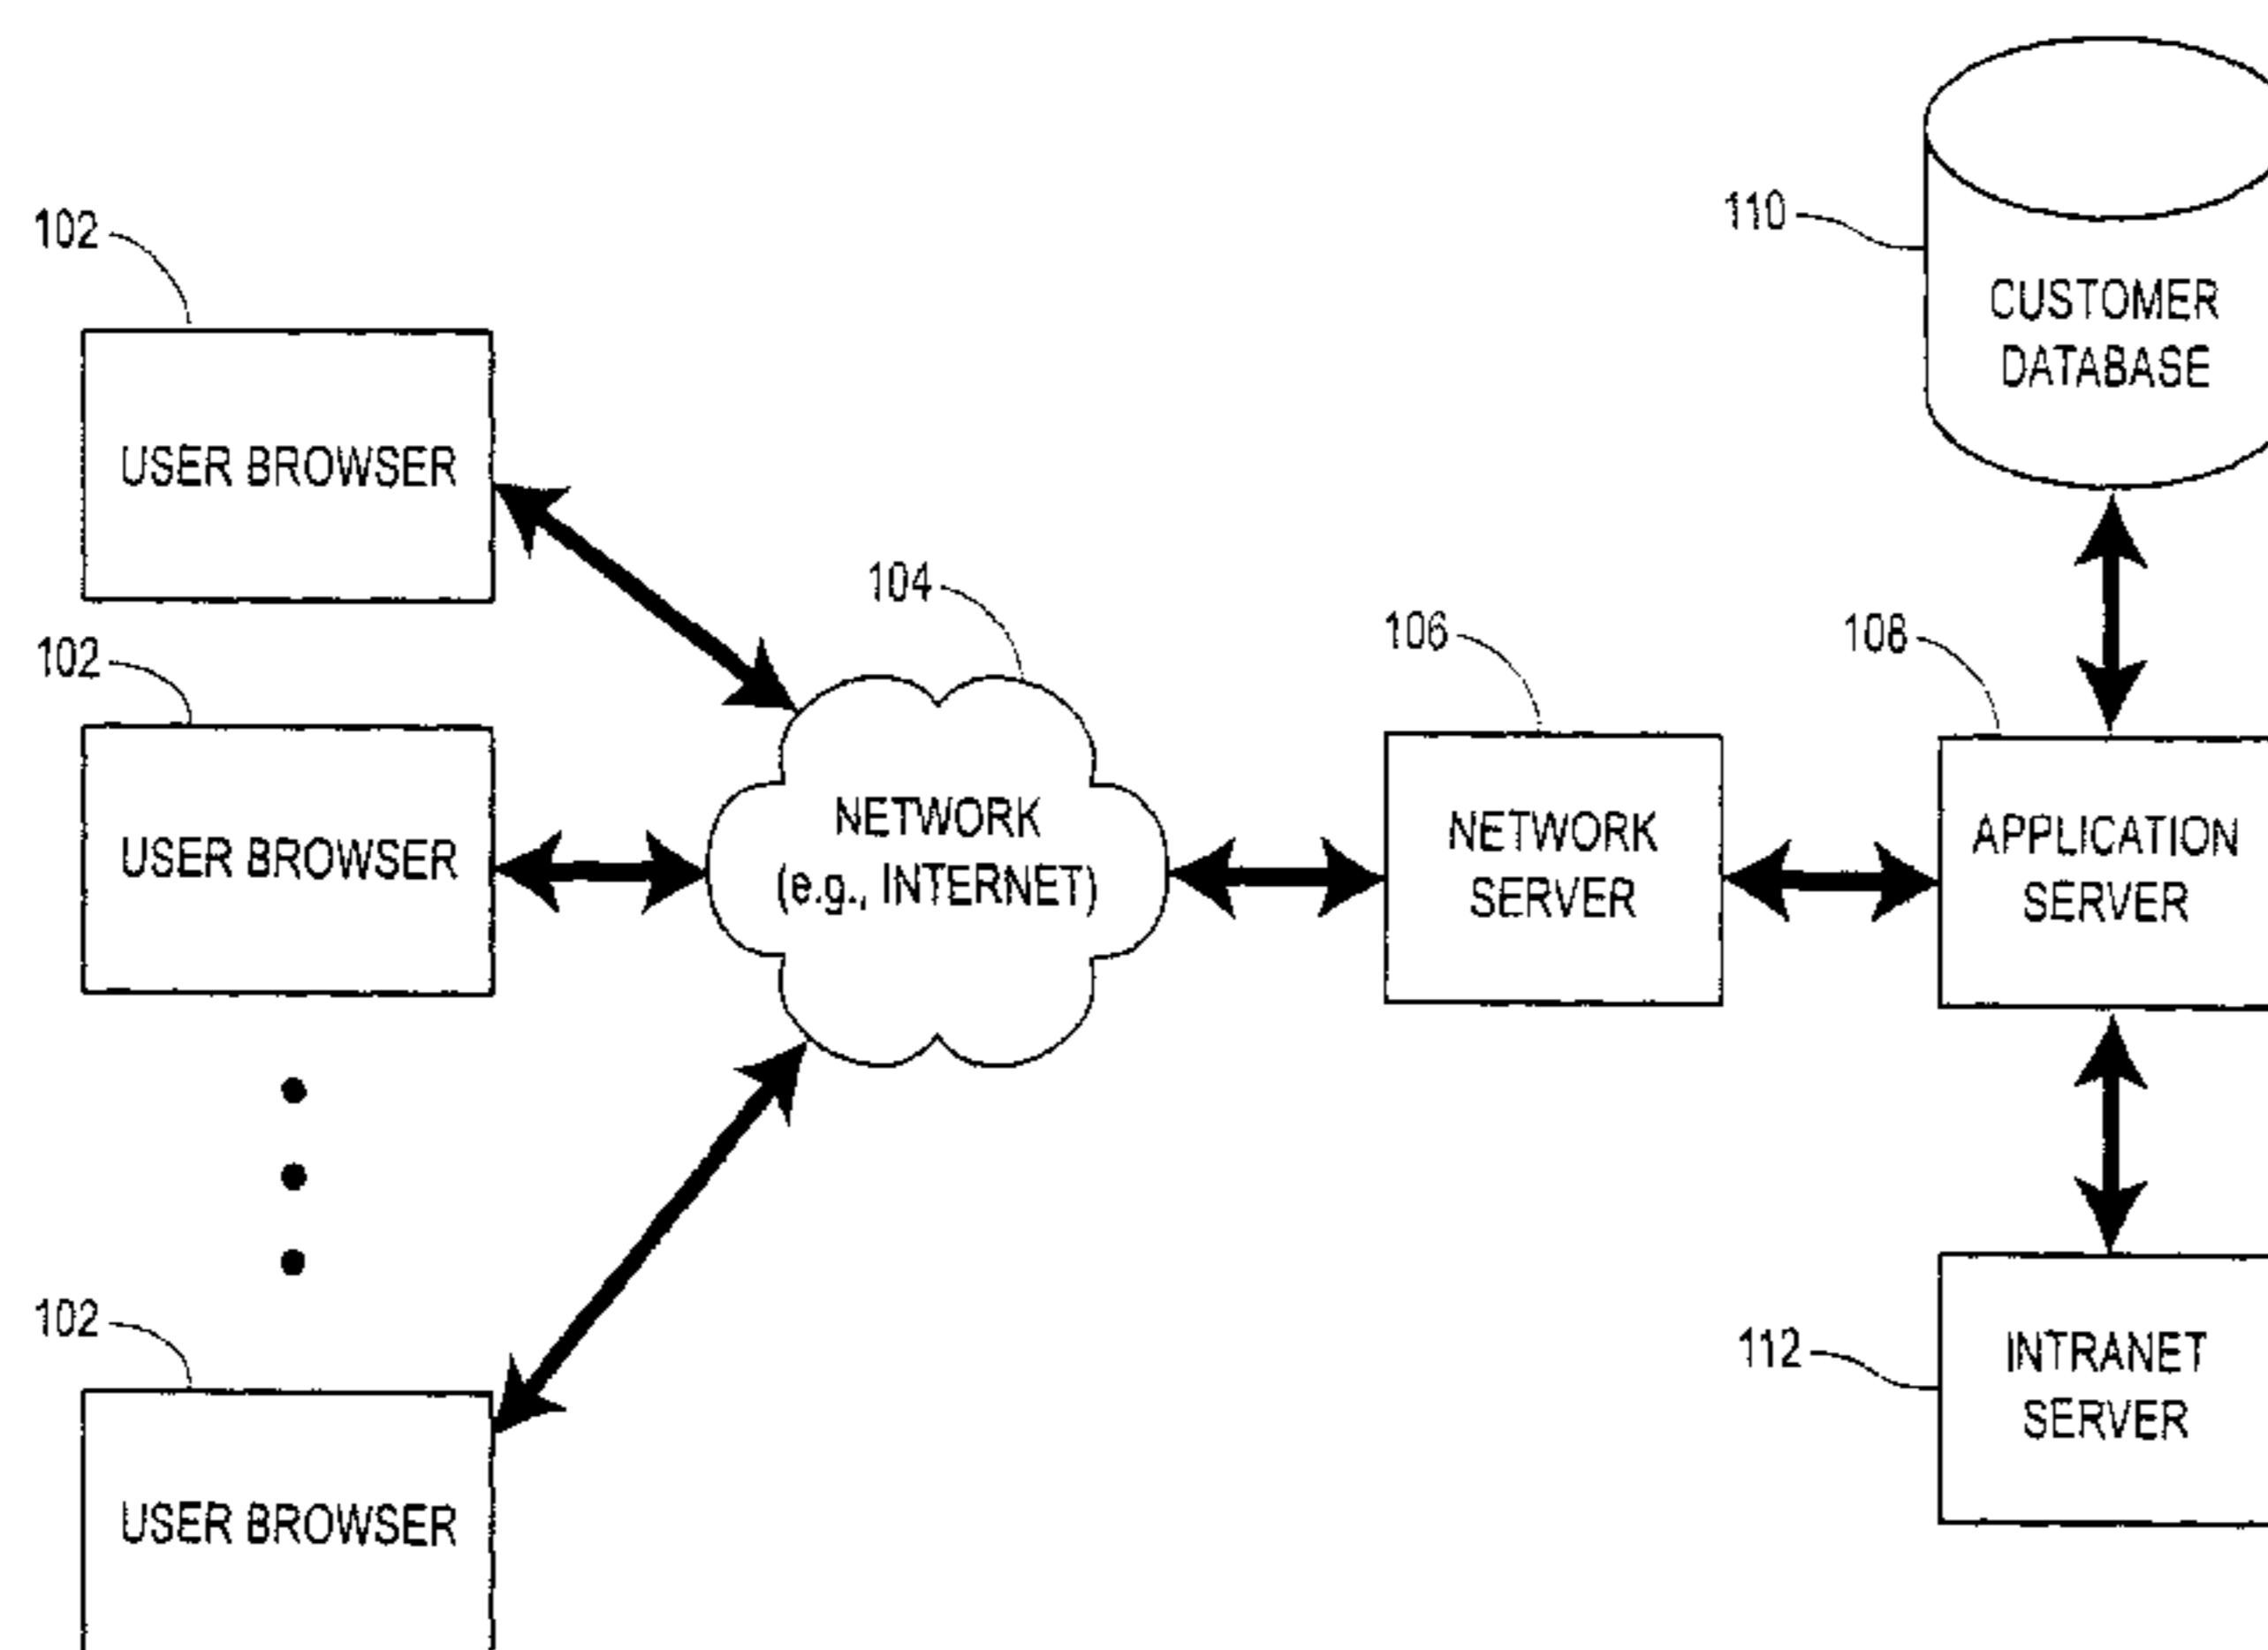 110
CUSTOMER
DATABASE
102
USER BROWSER
104
106
108
102
USER BROWSER
NETWORK
(e.g., INTERNET)
NETWORK
SERVER
APPLICATION
SERVER
102
USER BROWSER
112
INTRANET
SERVER